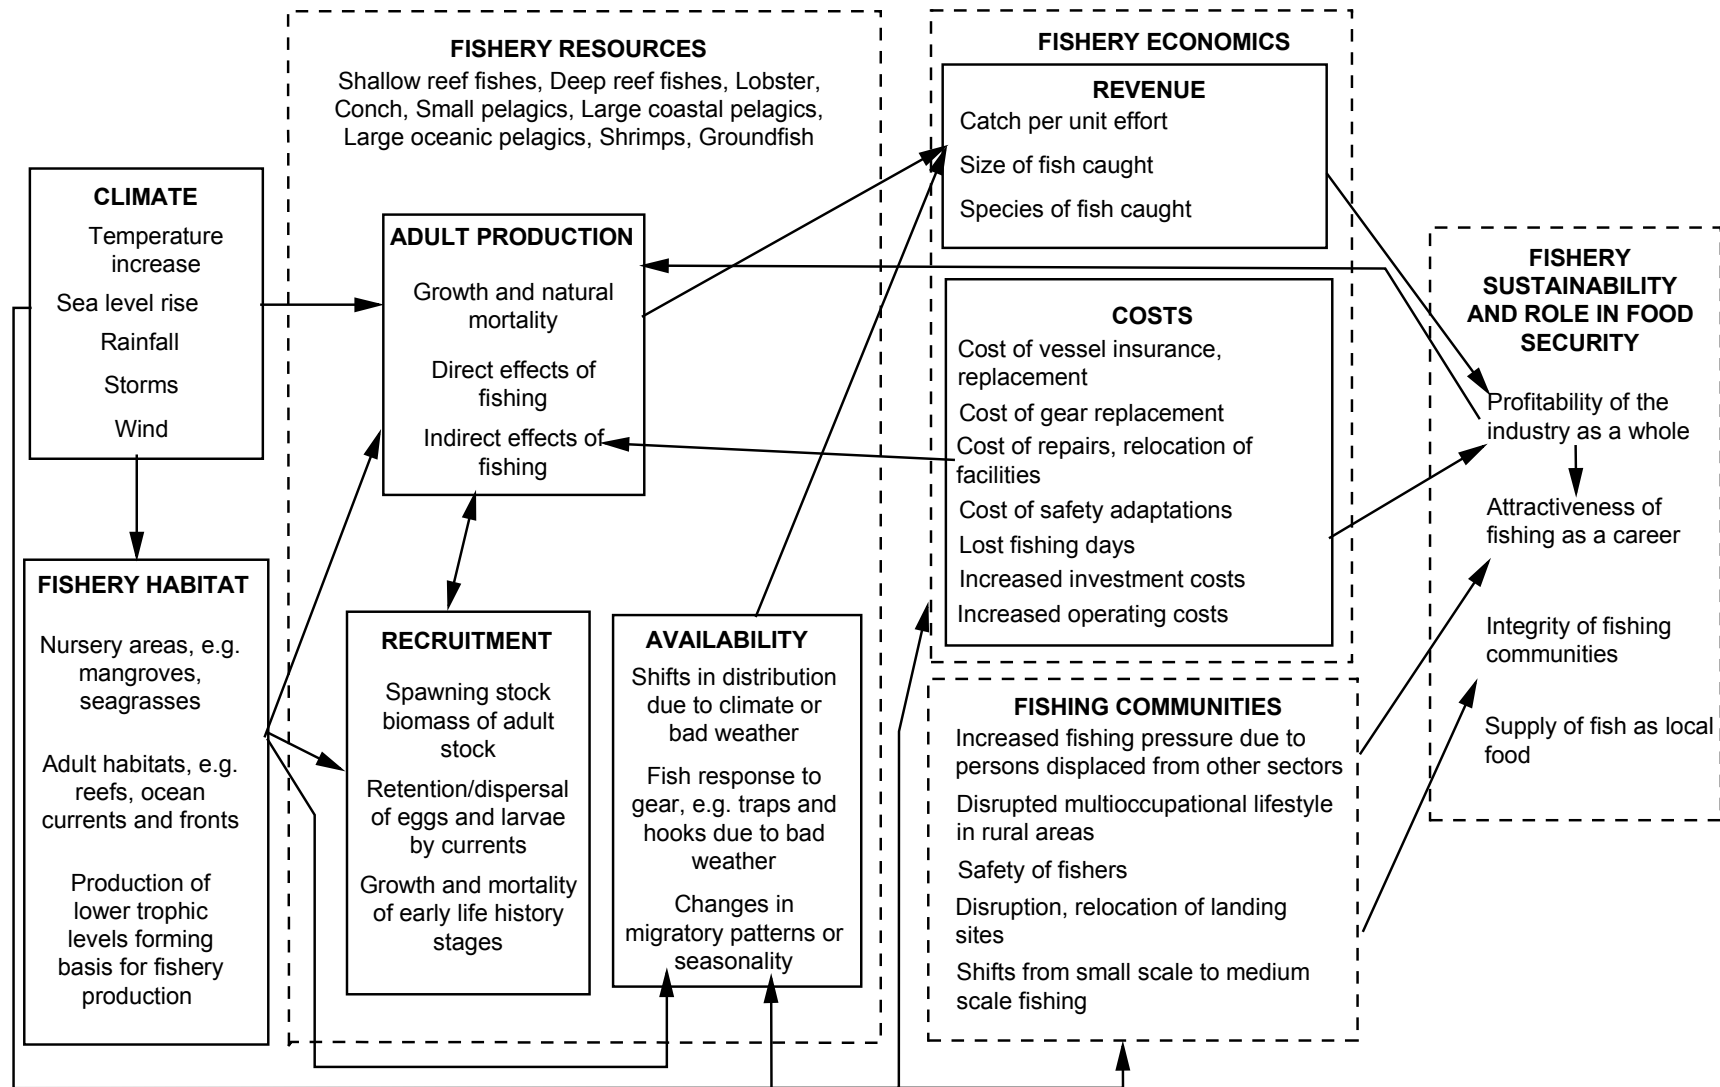 FISHERY RESOURCES
Shallow reef fishes, Deep reef fishes, Lobster,
Conch, Small pelagics, Large coastal pelagics,
Large oceanic pelagics, Shrimps, Groundfish
CLIMATE
Temperature
increase
Sea level rise
Rainfall
Storms
Wind
FISHERY HABITAT
Nursery areas, e.g.
mangroves,
seagrasses
Adult habitats, e.g.
reefs, ocean
currents and fronts
Production of
lower trophic
levels forming
basis for fishery
production
ADULT PRODUCTION
Growth and natural
mortality
Direct effects of
fishing
Indirect effects of
fishing
RECRUITMENT
Spawning stock
biomass of adult
stock
Retention/dispersal
of eggs and larvae
by currents
Growth and mortality
of early life history
stages
AVAILABILITY
Shifts in distribution
due to climate or
bad weather
Fish response to
gear, e.g. traps and
hooks due to bad
weather
Changes in
migratory patterns or
seasonality
FISHERY ECONOMICS
REVENUE
Catch per unit effort
Size of fish caught
Species of fish caught
COSTS
Cost of vessel insurance,
replacement
Cost of gear replacement
Cost of repairs, relocation of
facilities
Cost of safety adaptations
Lost fishing days
Increased investment costs
Increased operating costs
FISHING COMMUNITIES
Increased fishing pressure due to
persons displaced from other sectors
Disrupted multioccupational lifestyle
in rural areas
Safety of fishers
Disruption, relocation of landing
sites
Shifts from small scale to medium
scale fishing
FISHERY
SUSTAINABILITY
AND ROLE IN FOOD
SECURITY
Profitability of the
industry as a whole
Attractiveness of
fishing as a career
Integrity of fishing
communities
Supply of fish as local
food